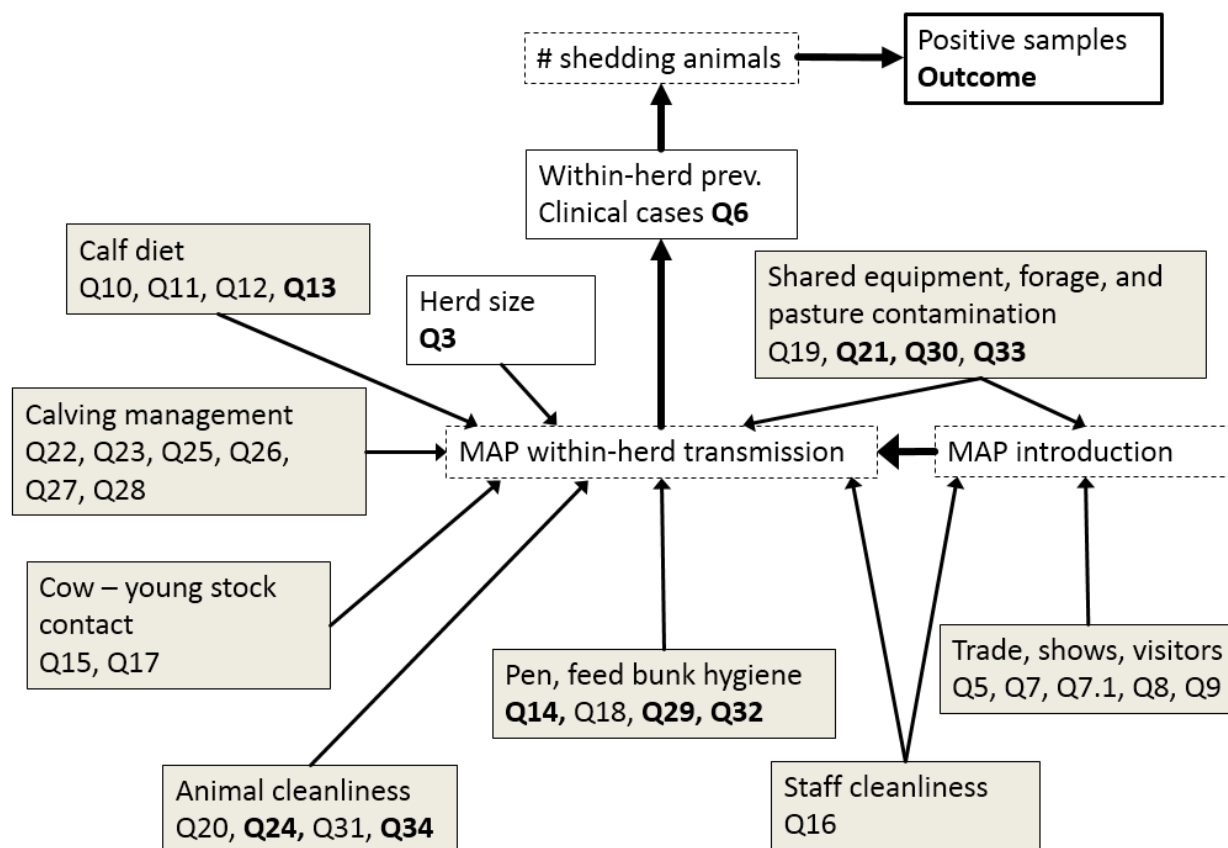 # shedding animals
Positive samples
Outcome
Within-herd prev.
Clinical cases Q6
Calf diet
Q10, Q11, Q12, Q13
Herd size
Q3
Shared equipment, forage, and
pasture contamination
Q19, Q21, Q30, Q33
Calving management
Q22, Q23, Q25, Q26,
Q27, Q28
MAP within-herd transmission
MAP introduction
Cow – young stock
contact
Q15, Q17
Pen, feed bunk hygiene
Q14, Q18, Q29, Q32
Trade, shows, visitors
Q5, Q7, Q7.1, Q8, Q9
Animal cleanliness
Q20, Q24, Q31, Q34
Staff cleanliness
Q16